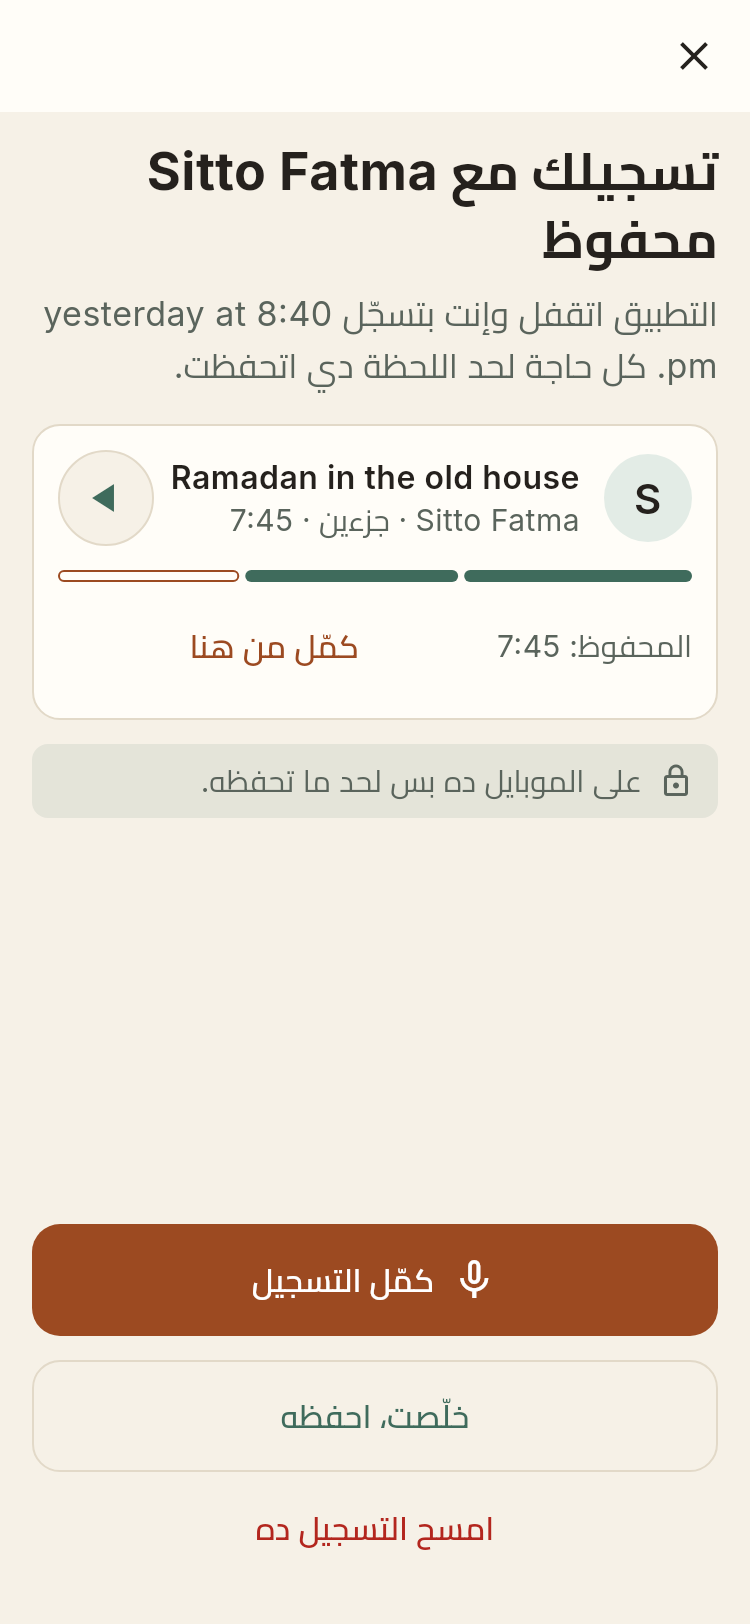 تسجيلك مع Sitto Fatma
محفوظ
التطبيق اتقفل وإنت بتسجّل yesterday at 8:40
pm. كل حاجة لحد اللحظة دي اتحفظت.
S
Ramadan in the old house
Sitto Fatma · جزءين · 7:45
المحفوظ: 7:45
كمّل من هنا
على الموبايل ده بس لحد ما تحفظه.
كمّل التسجيل
خلّصت، احفظه
امسح التسجيل ده